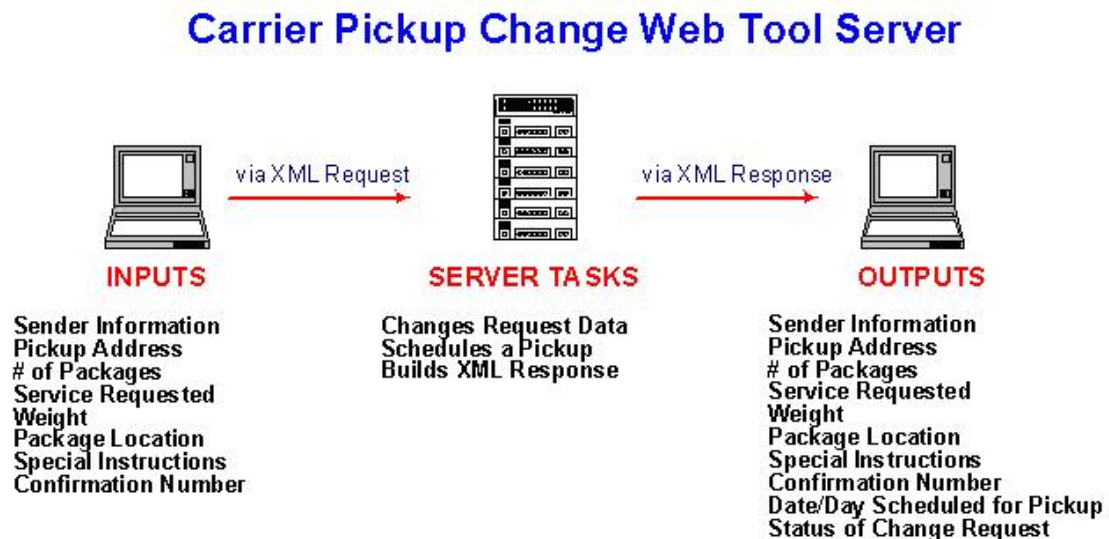 Carrier Pickup Change Web Tool Server
via XML Request
via XML Response
INPUTS
Sender Information
Pickup Address
# of Packages
Service Requested
Weight
Package Location
Special Instructions
Confirmation Number
SERVER TASKS
Changes Request Data
Schedules a Pickup
Builds XML Response
OUTPUTS
Sender Information
Pickup Address
# of Packages
Service Requested
Weight
Package Location
Special Instructions
Confirmation Number
Date/Day Scheduled for Pickup
Status of Change Request